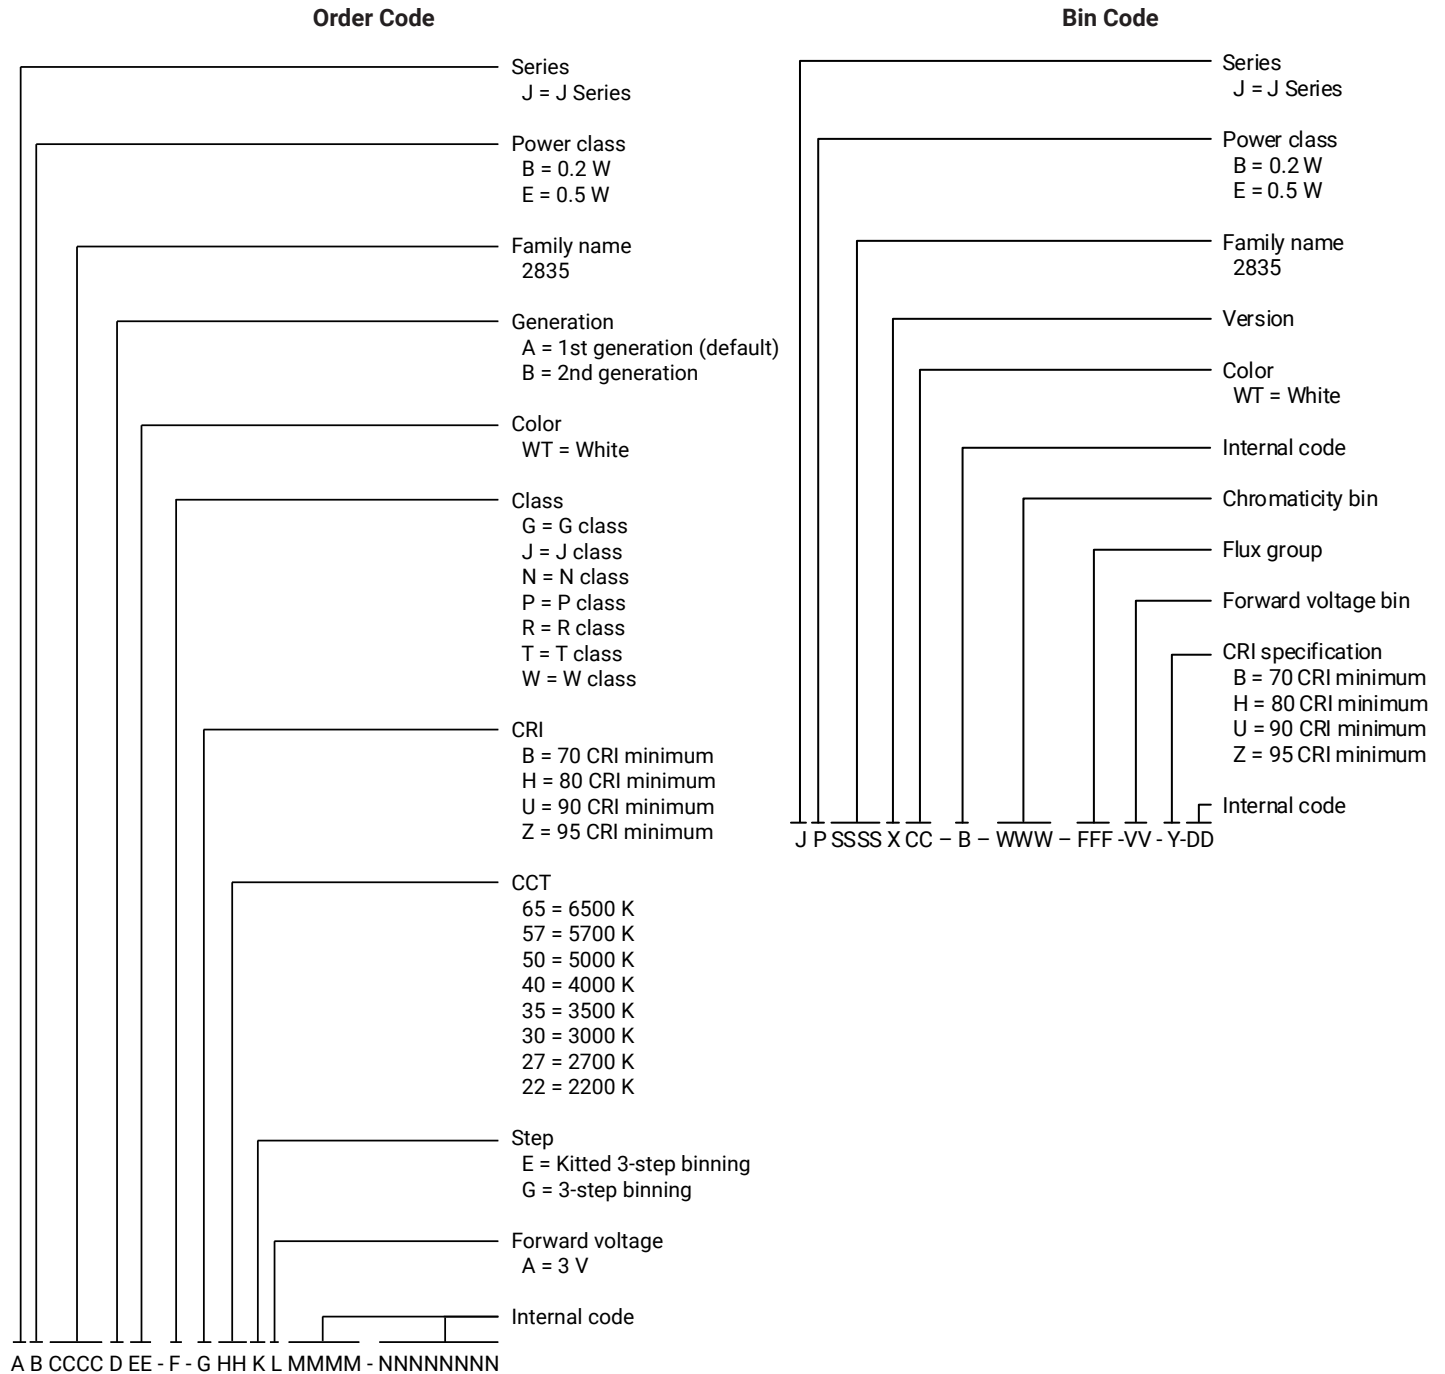 Order Code
Series
J = J Series
Power class
B = 0.2 W
E = 0.5 W
Family name
2835
Generation
A = 1st generation (default)
B = 2nd generation
Color
WT = White
Class
G = G class
J = J class
N = N class
P = P class
R = R class
T = T class
W = W class
CRI
B = 70 CRI minimum
H = 80 CRI minimum
U = 90 CRI minimum
Z = 95 CRI minimum
CCT
65 = 6500 K
57 = 5700 K
50 = 5000 K
40 = 4000 K
35 = 3500 K
30 = 3000 K
27 = 2700 K
22 = 2200 K
Step
E = Kitted 3-step binning
G = 3-step binning
Forward voltage
A = 3 V
Internal code
A B CCCC D EE - F - G HH K L MMMM - NNNNNNNN
Bin Code
Series
J = J Series
Power class
B = 0.2 W
E = 0.5 W
Family name
2835
Version
Color
WT = White
Internal code
Chromaticity bin
Flux group
Forward voltage bin
CRI specification
B = 70 CRI minimum
H = 80 CRI minimum
U = 90 CRI minimum
Z = 95 CRI minimum
Internal code
J P SSSS X CC – B – WWW – FFF -VV - Y-DD